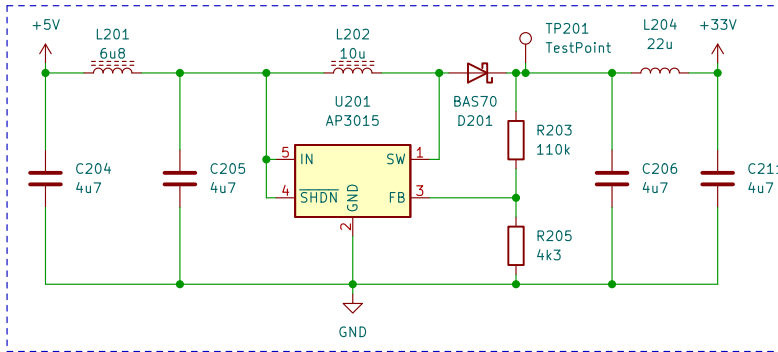 +5V
L201
6u8
L202
10u
TP201
TestPoint
L204
22u
+33V
U201
AP3015
BAS70
D201
C204
4u7
C205
4u7
5
IN
SW
1
4
SHDN
GND
FB
3
2
R203
110k
R205
4k3
C206
4u7
C211
4u7
GND